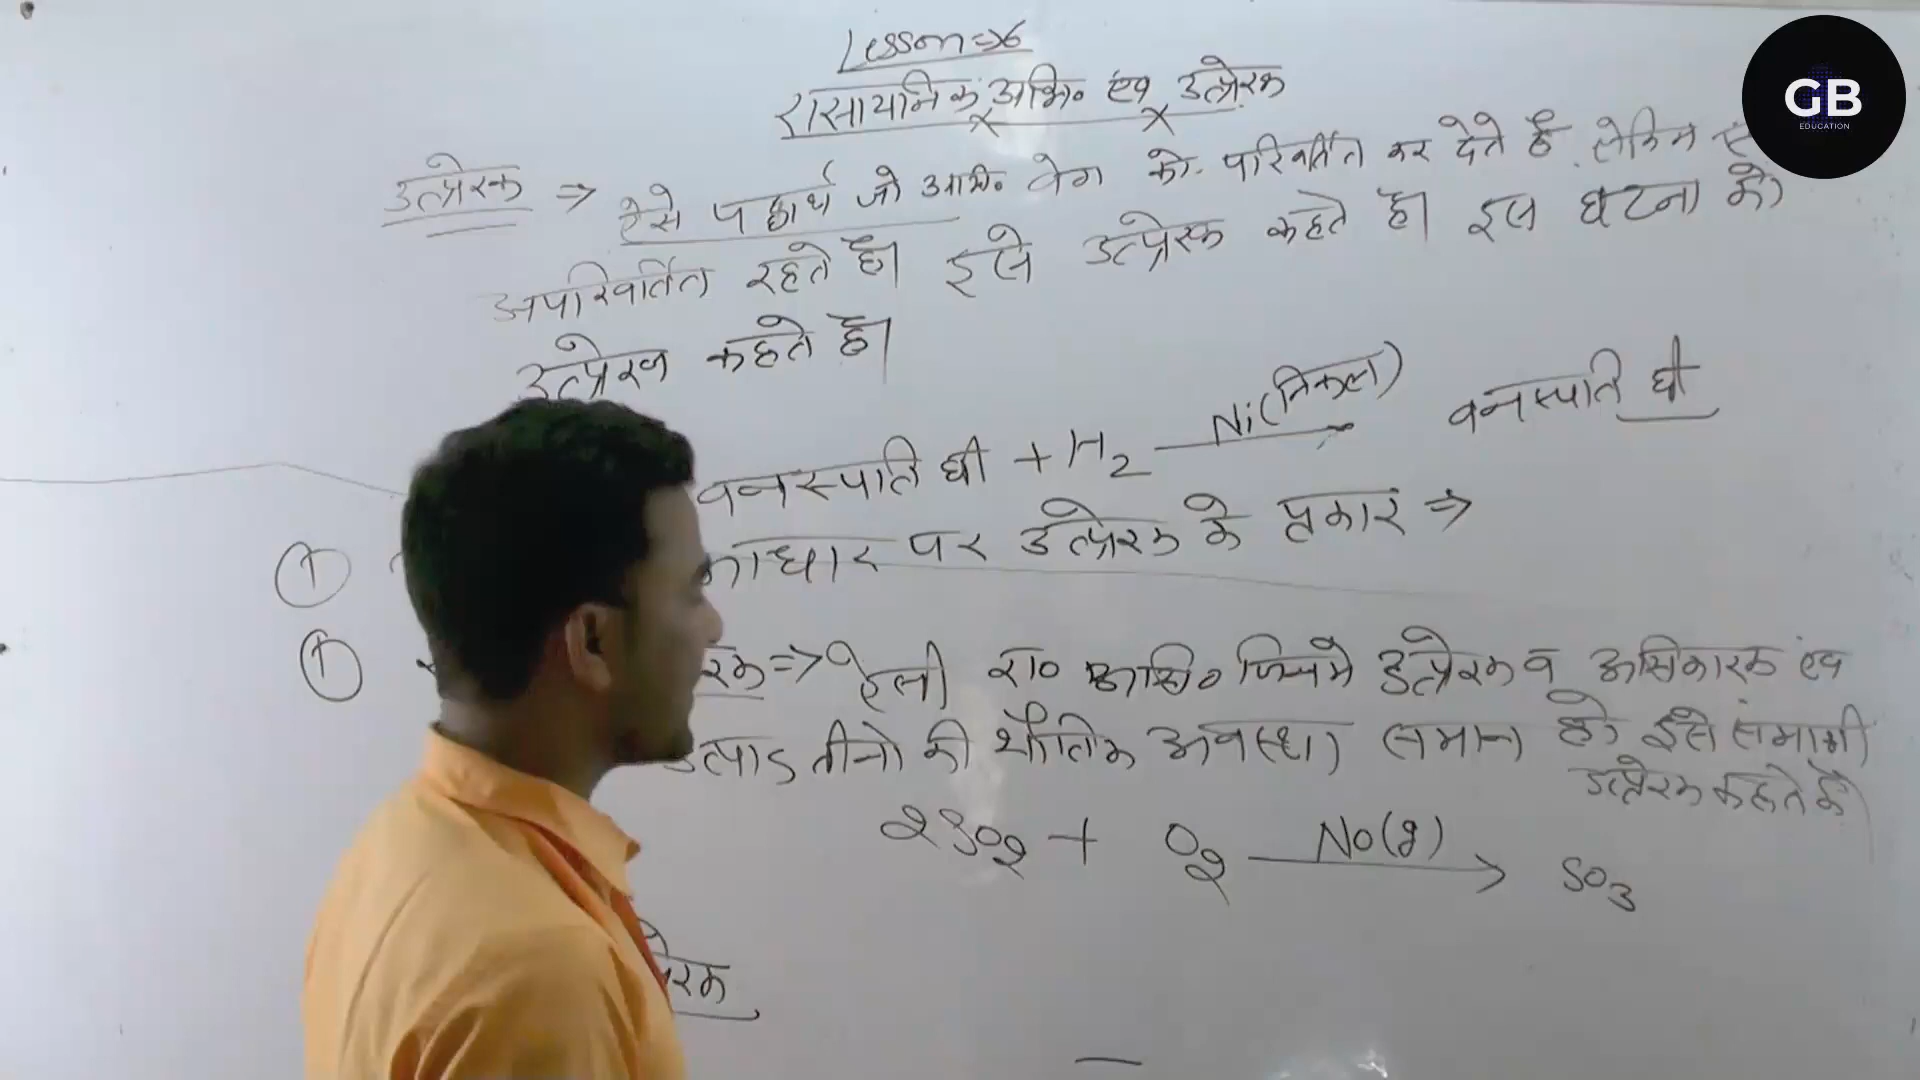 Lesson⇒6
रासायनिक अभि० एव उत्प्रेरक
GB
EDUCATION
उत्प्रेरक ⇒ ऐसे पद्धार्थ जो अभि० वेग को परिवर्तित कर देते है लेकिन
अपरिवर्तित रहते है। इसे उत्प्रेरक कहते है। इस घटना को
उत्प्रेरण कहते है।
वनस्पति घी + H₂ Ni(निकल) वनस्पति घी
① आधार पर उत्प्रेरक के प्रकार ⇒
① रक ⇒ ऐसी रा० अभि० जिसमे उत्प्रेरक व अभिकारक एंव
उत्पाद तीनो की भौतिक अवस्था समान हो इसे संमागी
उत्प्रेरक कहते है
2SO₂ + O₂ NO(g) → SO₃
प्रेरक